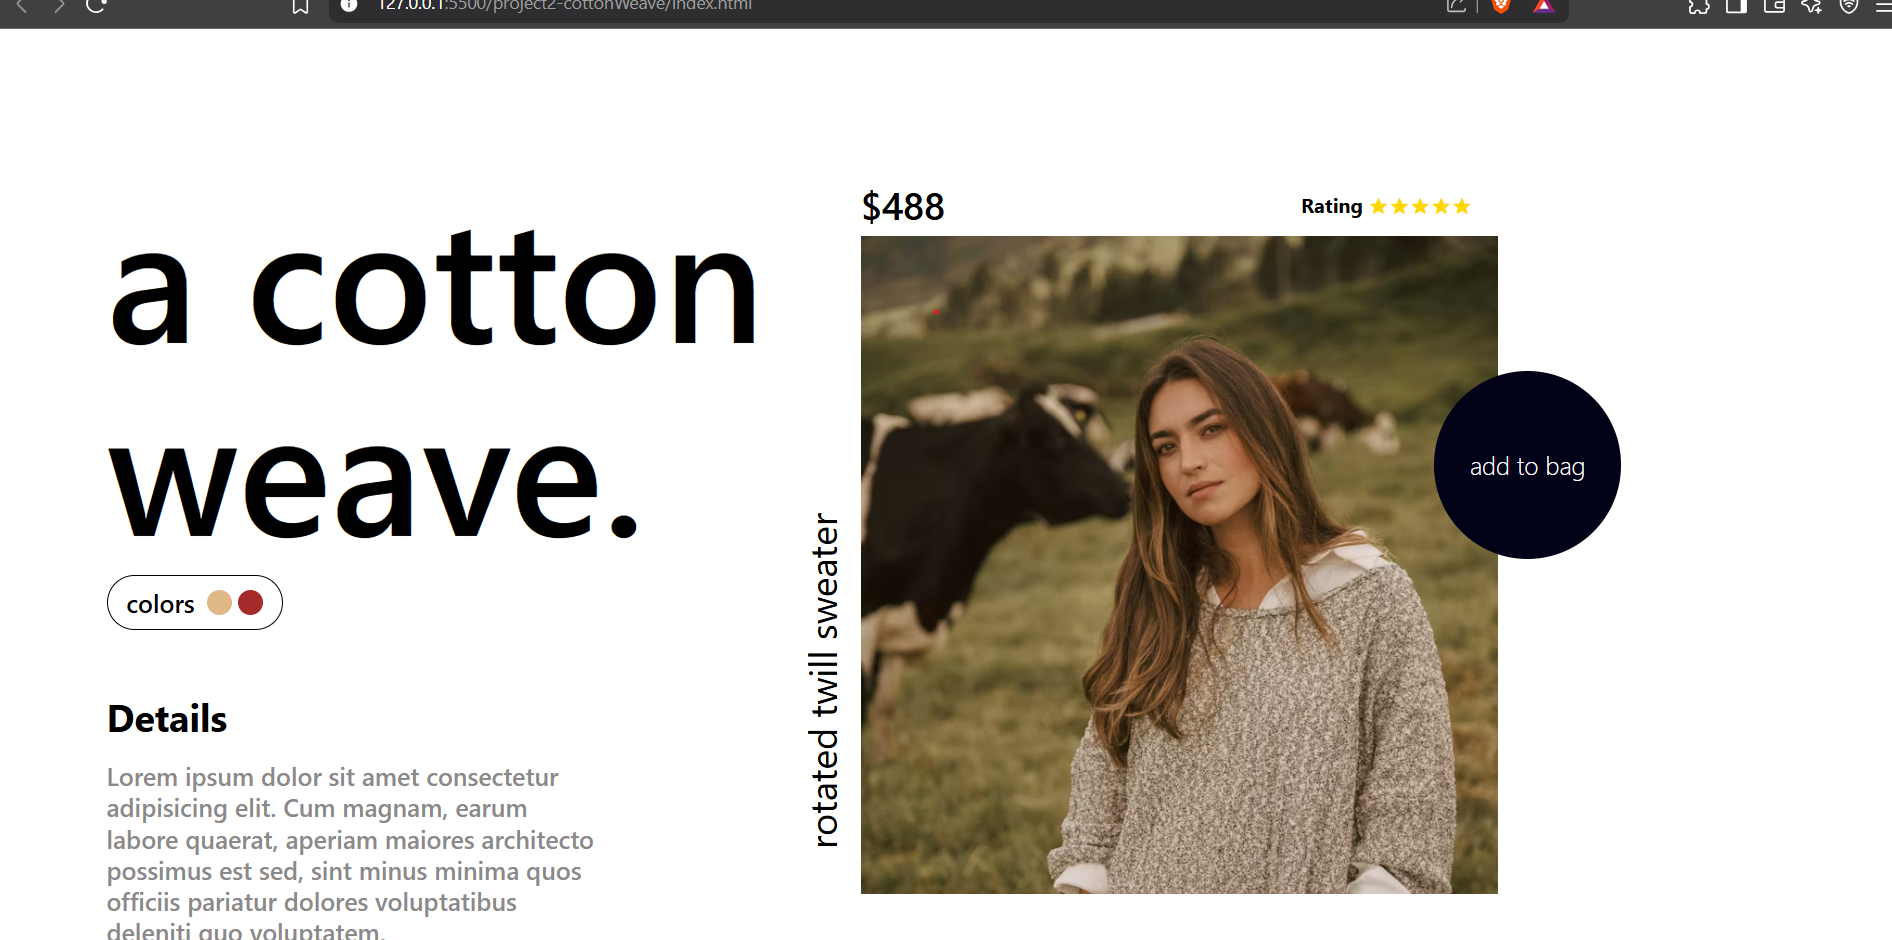 127.0.0.1:5500/project2-cottonWeave/index.html
a cotton
weave.
colors
Details
Lorem ipsum dolor sit amet consectetur
adipisicing elit. Cum magnam, earum
labore quaerat, aperiam maiores architecto
possimus est sed, sint minus minima quos
officiis pariatur dolores voluptatibus
deleniti quo voluptatem.
$488
Rating ★★★★★
rotated twill sweater
add to bag